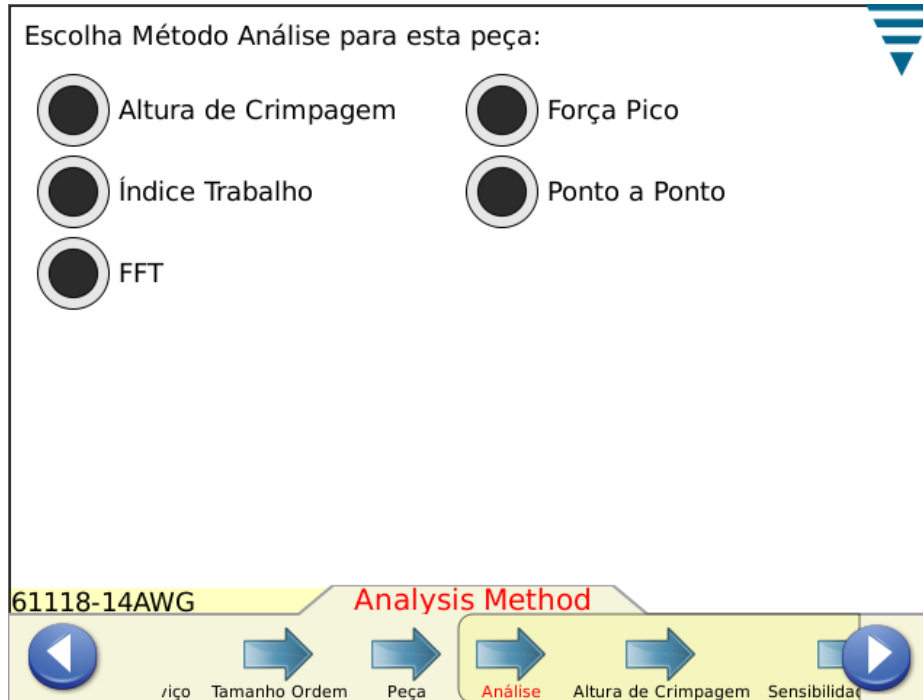 Escolha Método Análise para esta peça:
Altura de Crimpagem
Força Pico
Índice Trabalho
Ponto a Ponto
FFT
61118-14AWG
Analysis Method
Tamanho Ordem
Peça
Análise
Altura de Crimpagem